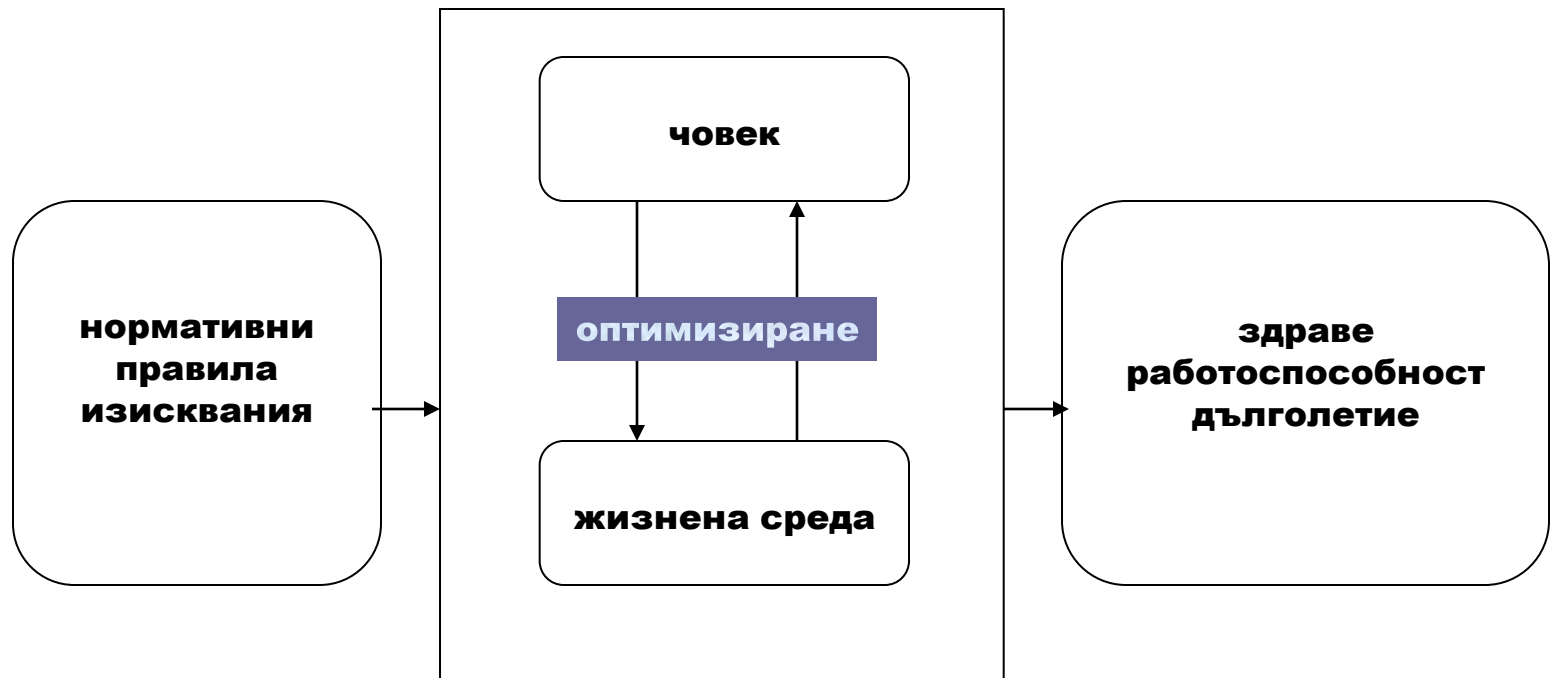 нормативни
правила
изисквания
човек
оптимизиране
жизнена среда
здраве
работоспособност
дълголетие